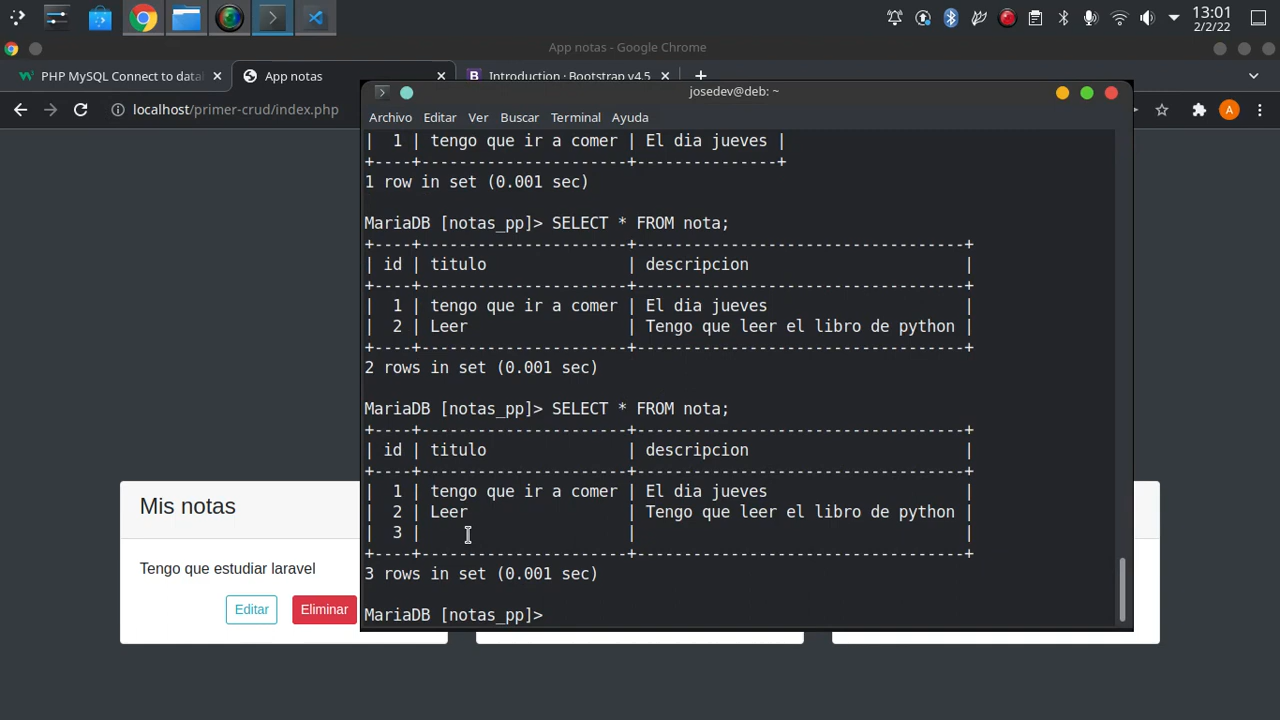 13:01
2/2/22
App notas - Google Chrome
PHP MySQL Connect to datal
App notas
Introduction · Bootstrap v4.5
localhost/primer-crud/index.php
josedev@deb: ~
Archivo Editar Ver Buscar Terminal Ayuda
|  1 | tengo que ir a comer | El dia jueves |
+----+----------------------+---------------+
1 row in set (0.001 sec)
MariaDB [notas_pp]> SELECT * FROM nota;
+----+----------------------+-----------------------------------+
| id | titulo               | descripcion                       |
+----+----------------------+-----------------------------------+
|  1 | tengo que ir a comer | El dia jueves                     |
|  2 | Leer                 | Tengo que leer el libro de python |
+----+----------------------+-----------------------------------+
2 rows in set (0.001 sec)
MariaDB [notas_pp]> SELECT * FROM nota;
+----+----------------------+-----------------------------------+
| id | titulo               | descripcion                       |
+----+----------------------+-----------------------------------+
|  1 | tengo que ir a comer | El dia jueves                     |
|  2 | Leer                 | Tengo que leer el libro de python |
|  3 |                      |                                   |
+----+----------------------+-----------------------------------+
3 rows in set (0.001 sec)
MariaDB [notas_pp]>
Mis notas
Tengo que estudiar laravel
Editar Eliminar